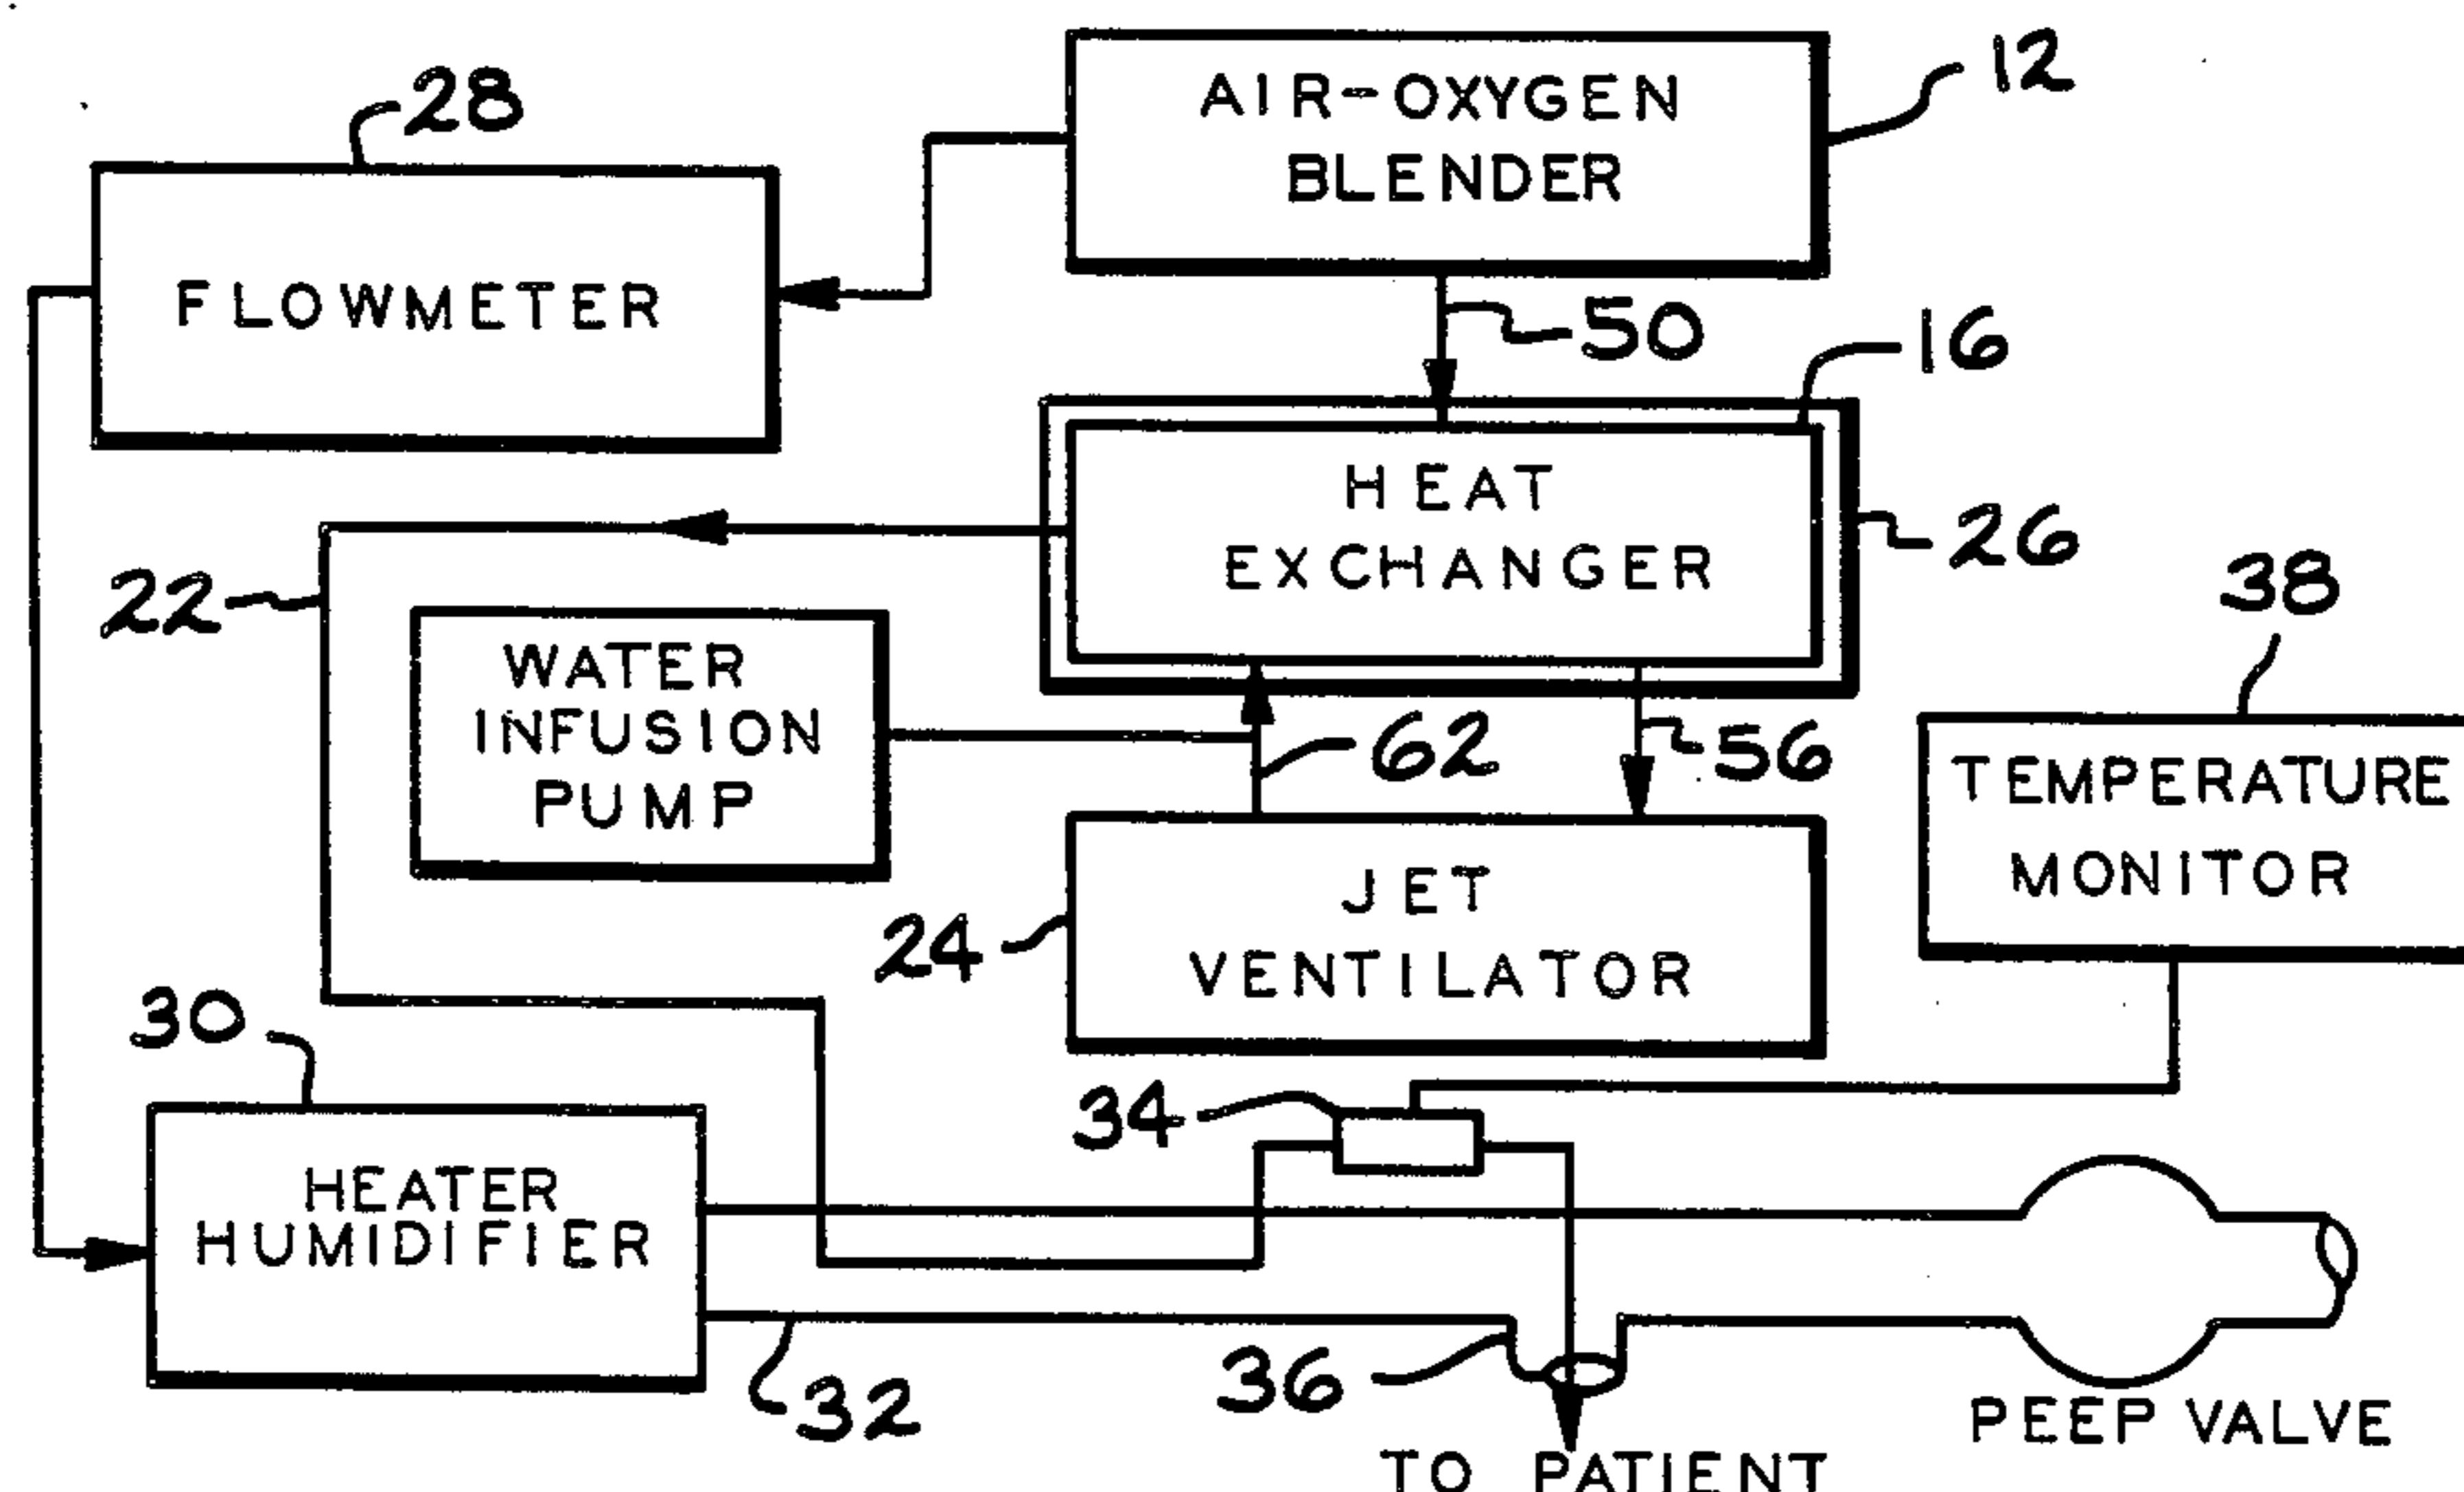 28
AIR-OXYGEN
BLENDER
12
FLOWMETER
50
16
HEAT
EXCHANGER
26
22
38
WATER
INFUSION
PUMP
62
56
TEMPERATURE
MONITOR
24
JET
VENTILATOR
30
34
HEATER
HUMIDIFIER
32
36
TO PATIENT
PEEP VALVE